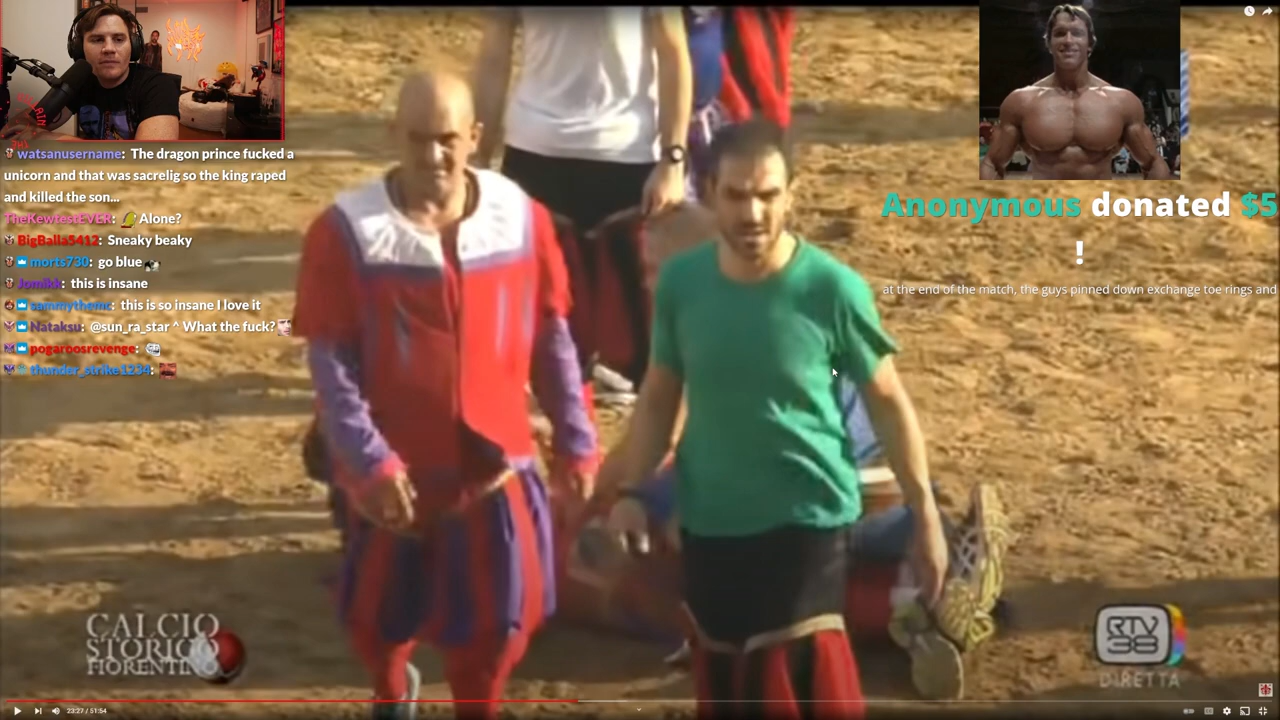 watsanusername: The dragon prince fucked a
unicorn and that was sacrelig so the king raped
and killed the son...
TheKewtestEVER: Alone?
BigBalla5412: Sneaky beaky
morts730: go blue
Jomikk: this is insane
sammythemc: this is so insane I love it
Nataksu: @sun_ra_star ^ What the fuck?
pogaroosrevenge:
thunder_strike1234:
Anonymous donated $5
!
at the end of the match, the guys pinned down exchange toe rings and
CALCIO
STORICO
FIORENTINO
RTV
38
DIRETTA
23:27 / 51:54